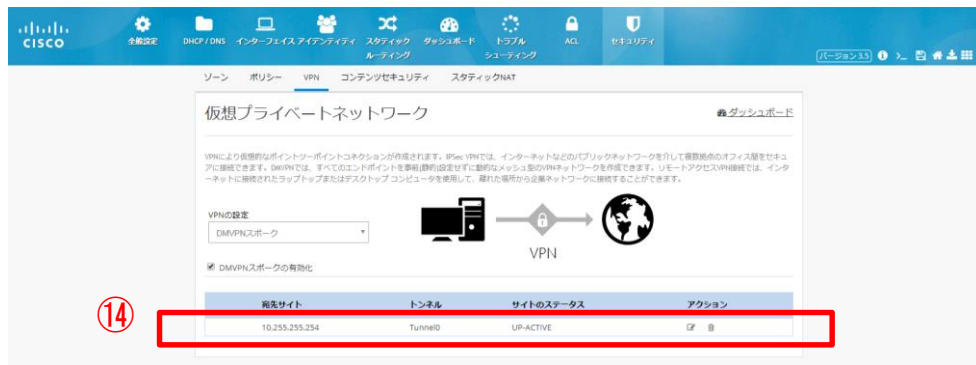 CISCO
全般設定
DHCP / DNS
インターフェイス
アイデンティティ
スタティック
ルーティング
ダッシュボード
トラブル
シューティング
ACL
セキュリティ
バージョン3.5
ゾーン ポリシー VPN コンテンツセキュリティ スタティックNAT
仮想プライベートネットワーク
ダッシュボード
VPNにより仮想的なポイントツーポイントコネクションが作成されます。IPSec VPNでは、インターネットなどのパブリックネットワークを介して複数拠点のオフィス間をセキュ
アに接続できます。DMVPNでは、すべてのエンドポイントを事前(静的)設定せずに動的なメッシュ型のVPNネットワークを作成できます。リモートアクセスVPN接続では、インタ
ーネットに接続されたラップトップまたはデスクトップ コンピュータを使用して、離れた場所から企業ネットワークに接続することができます。
VPNの設定
DMVPNスポーク
VPN
DMVPNスポークの有効化
宛先サイト トンネル サイトのステータス アクション
⑭
10.255.255.254 Tunnel0 UP-ACTIVE